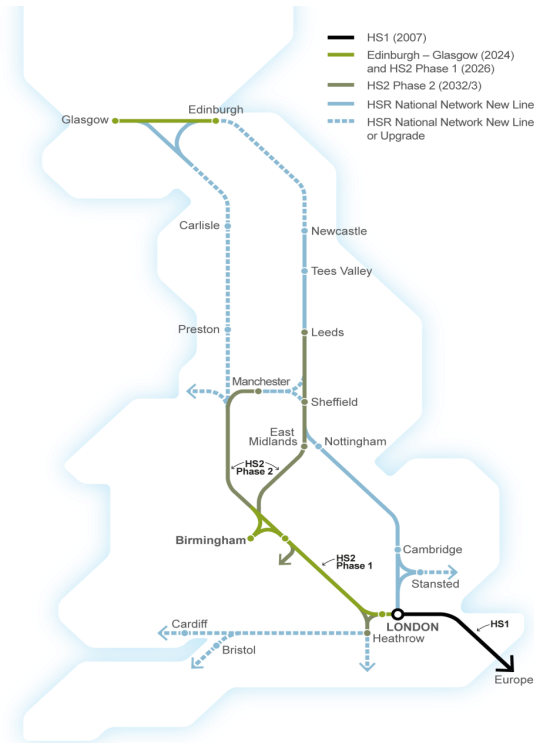 HS1 (2007)
Edinburgh – Glasgow (2024)
and HS2 Phase 1 (2026)
HS2 Phase 2 (2032/3)
HSR National Network New Line
HSR National Network New Line
or Upgrade
Edinburgh
Glasgow
Carlisle
Newcastle
Tees Valley
Preston
Leeds
Manchester
Sheffield
East
Midlands
Nottingham
HS2
Phase 2
Birmingham
HS2
Phase 1
Cambridge
Stansted
LONDON
HS1
Cardiff
Heathrow
Bristol
Europe